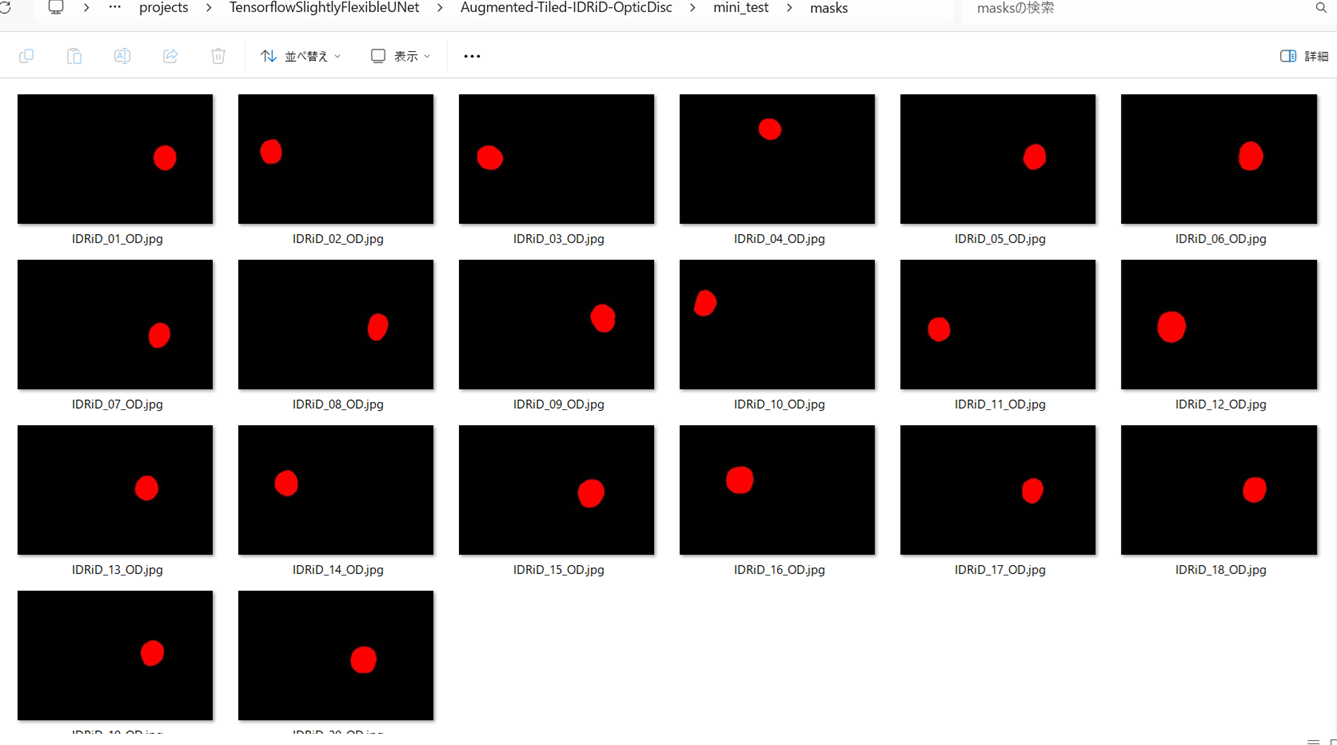 … projects TensorflowSlightlyFlexibleUNet Augmented-Tiled-IDRiD-OpticDisc mini_test masks masksの検索
並べ替え 表示 … 詳細
IDRiD_01_OD.jpg IDRiD_02_OD.jpg IDRiD_03_OD.jpg IDRiD_04_OD.jpg IDRiD_05_OD.jpg IDRiD_06_OD.jpg
IDRiD_07_OD.jpg IDRiD_08_OD.jpg IDRiD_09_OD.jpg IDRiD_10_OD.jpg IDRiD_11_OD.jpg IDRiD_12_OD.jpg
IDRiD_13_OD.jpg IDRiD_14_OD.jpg IDRiD_15_OD.jpg IDRiD_16_OD.jpg IDRiD_17_OD.jpg IDRiD_18_OD.jpg